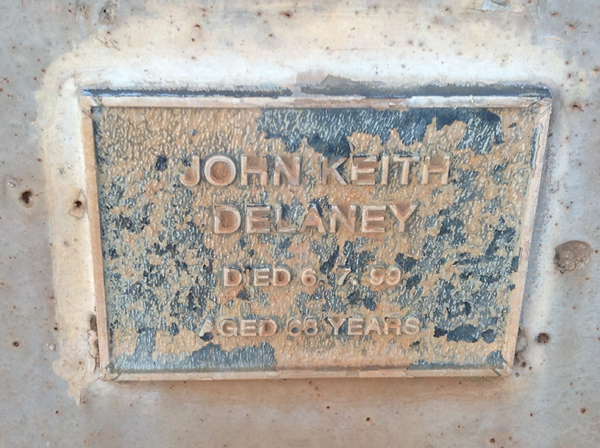 JOHN KEITH
DELANEY
DIED 6. 7. 99
AGED 68 YEARS